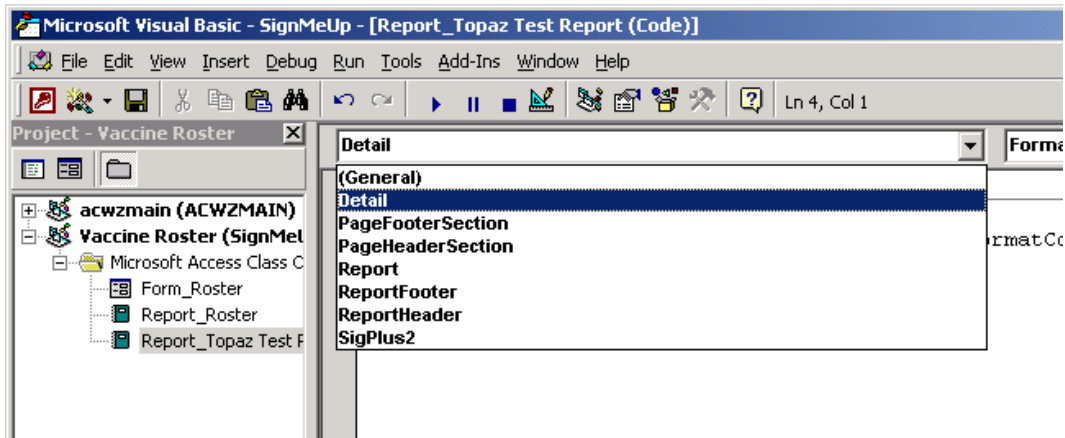 Microsoft Visual Basic - SignMeUp - [Report_Topaz Test Report (Code)]
File Edit View Insert Debug Run Tools Add-Ins Window Help
Ln 4, Col 1
Project - Vaccine Roster
Detail
Forma
(General)
Detail
PageFooterSection
PageHeaderSection
Report
ReportFooter
ReportHeader
SigPlus2
rmatCo
acwzmain (ACWZMAIN)
Vaccine Roster (SignMeU
Microsoft Access Class C
Form_Roster
Report_Roster
Report_Topaz Test R